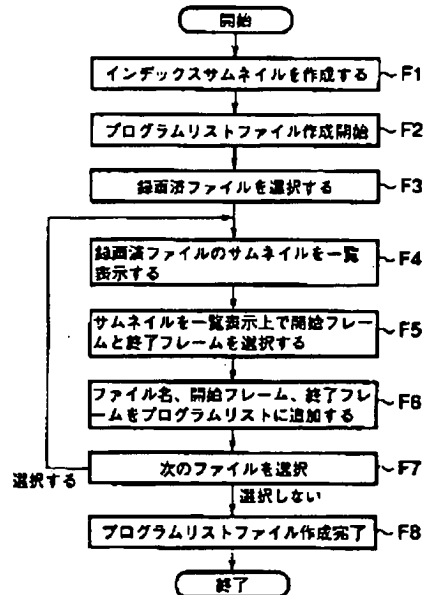 開始
インデックスサムネイルを作成する
F1
プログラムリストファイル作成開始
F2
録画済ファイルを選択する
F3
録画済ファイルのサムネイルを一覧
表示する
F4
サムネイルを一覧表示上で開始フレー
ムと終了フレームを選択する
F5
ファイル名、開始フレーム、終了フレ
ームをプログラムリストに追加する
F6
次のファイルを選択
F7
選択する
選択しない
プログラムリストファイル作成完了
F8
終了